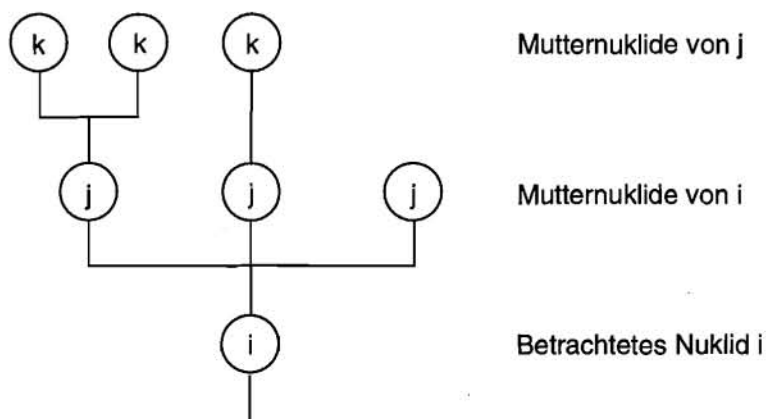 k k k Mutternuklide von j
j j j Mutternuklide von i
i Betrachtetes Nuklid i